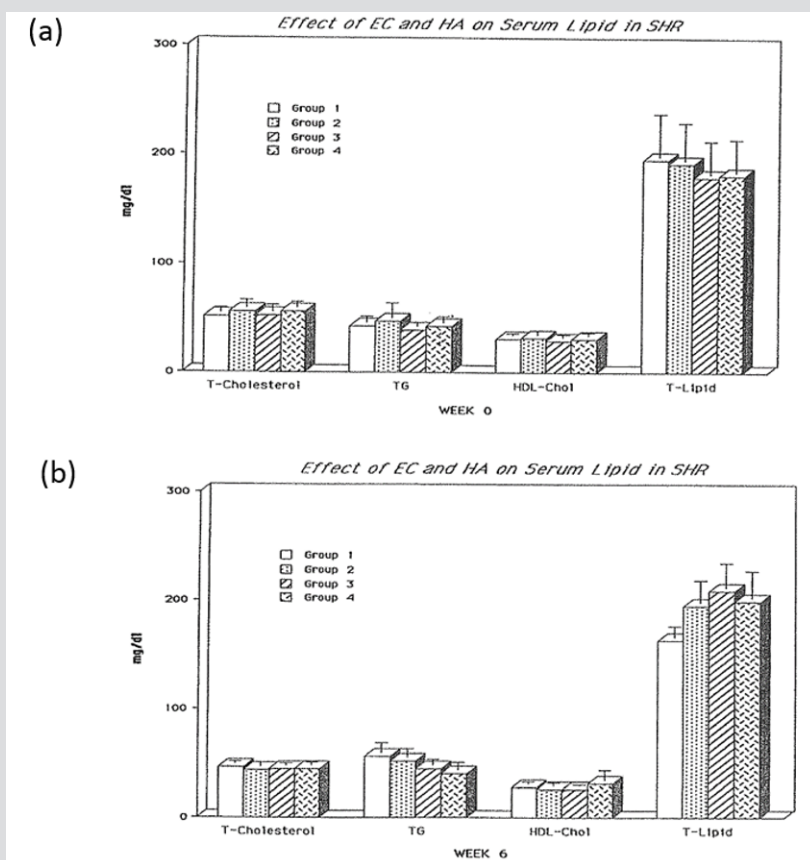 (a)
Effect of EC and HA on Serum Lipid in SHR
300
200
100
0
mg/dl
Group 1
Group 2
Group 3
Group 4
T-Cholesterol TG HDL-Chol T-Lipid
WEEK 0
(b)
Effect of EC and HA on Serum Lipid in SHR
300
200
100
0
mg/dl
Group 1
Group 2
Group 3
Group 4
T-Cholesterol TG HDL-Chol T-Lipid
WEEK 6